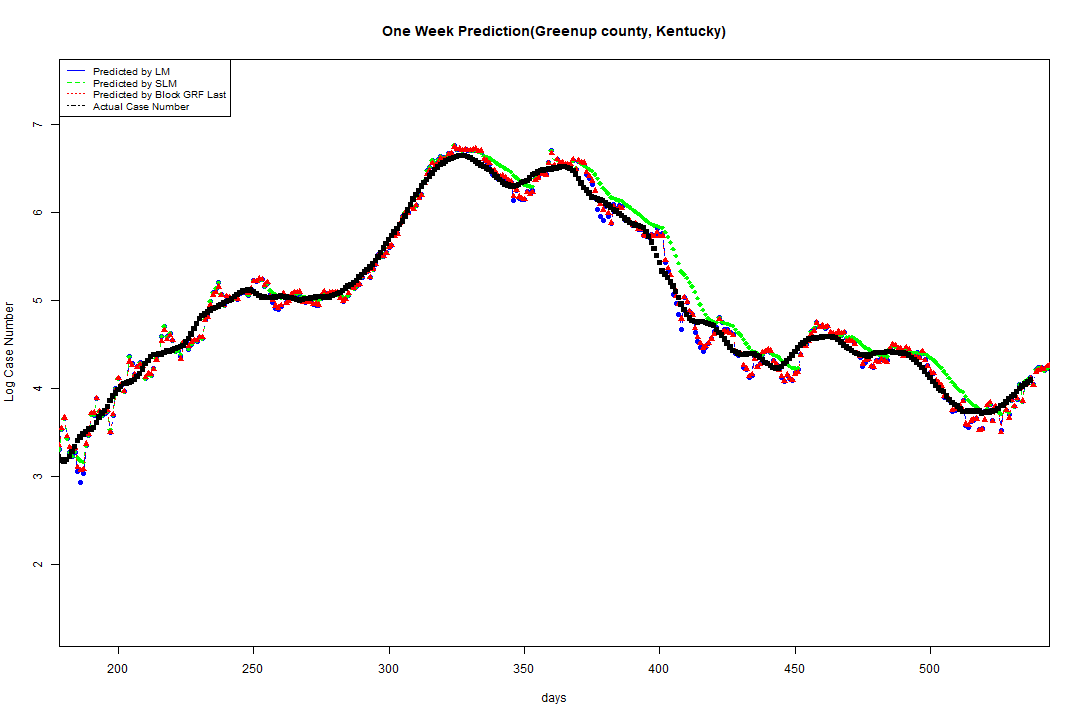 One Week Prediction(Greenup county, Kentucky)
Predicted by LM
Predicted by SLM
Predicted by Block GRF Last
Actual Case Number
7
6
5
4
3
2
Log Case Number
200 250 300 350 400 450 500
days